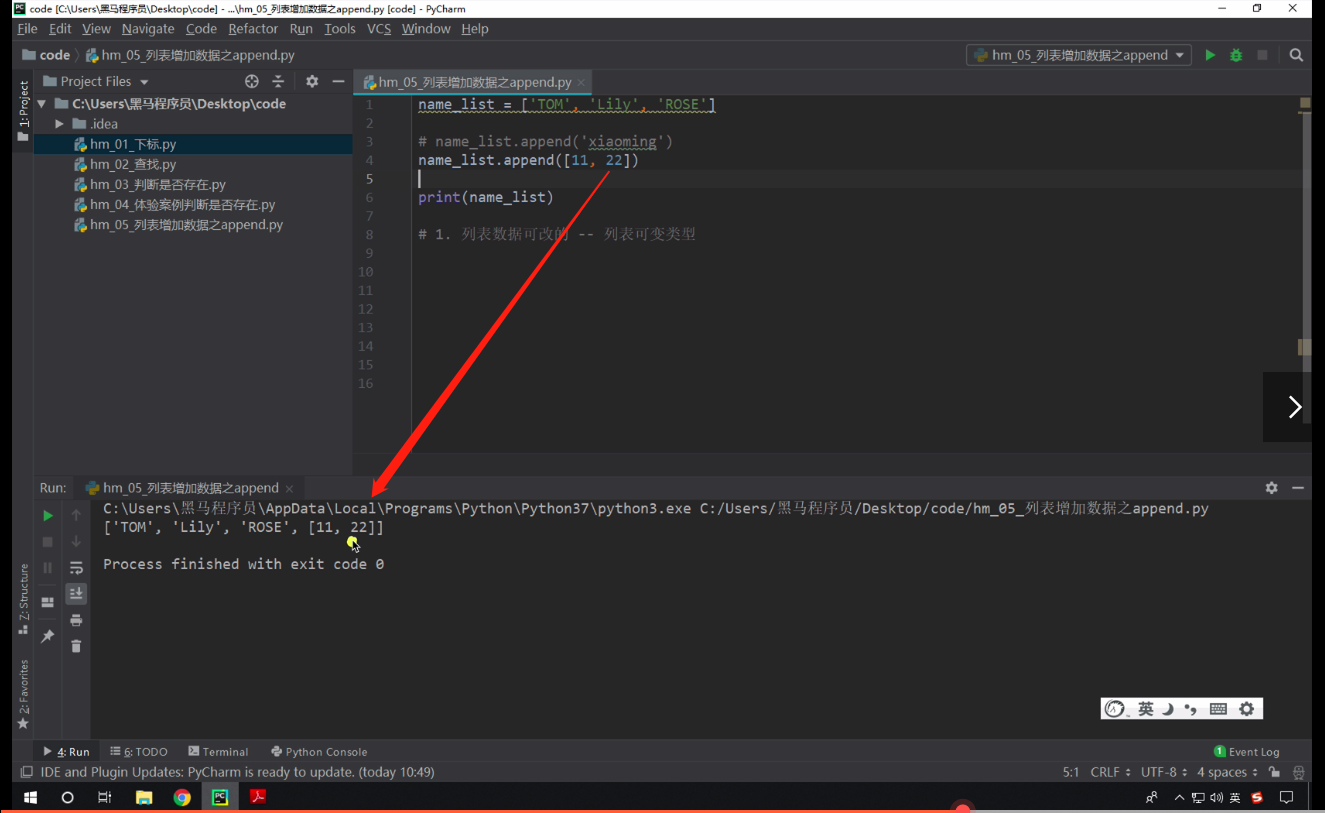 code [C:\Users\黑马程序员\Desktop\code] - ...\hm_05_列表增加数据之append.py [code] - PyCharm
File Edit View Navigate Code Refactor Run Tools VCS Window Help
code hm_05_列表增加数据之append.py
hm_05_列表增加数据之append
1: Project
Project Files
hm_05_列表增加数据之append.py
C:\Users\黑马程序员\Desktop\code
.idea
hm_01_下标.py
hm_02_查找.py
hm_03_判断是否存在.py
hm_04_体验案例判断是否存在.py
hm_05_列表增加数据之append.py
1 name_list = ['TOM', 'Lily', 'ROSE']
2
3 # name_list.append('xiaoming')
4 name_list.append([11, 22])
5
6 print(name_list)
7
8 # 1. 列表数据可改的 -- 列表可变类型
9
10
11
12
13
14
15
16
Run: hm_05_列表增加数据之append
C:\Users\黑马程序员\AppData\Local\Programs\Python\Python37\python3.exe C:/Users/黑马程序员/Desktop/code/hm_05_列表增加数据之append.py
['TOM', 'Lily', 'ROSE', [11, 22]]
Process finished with exit code 0
Z: Structure
2: Favorites
英
4: Run 6: TODO Terminal Python Console
1 Event Log
IDE and Plugin Updates: PyCharm is ready to update. (today 10:49)
5:1 CRLF UTF-8 4 spaces
PC
英